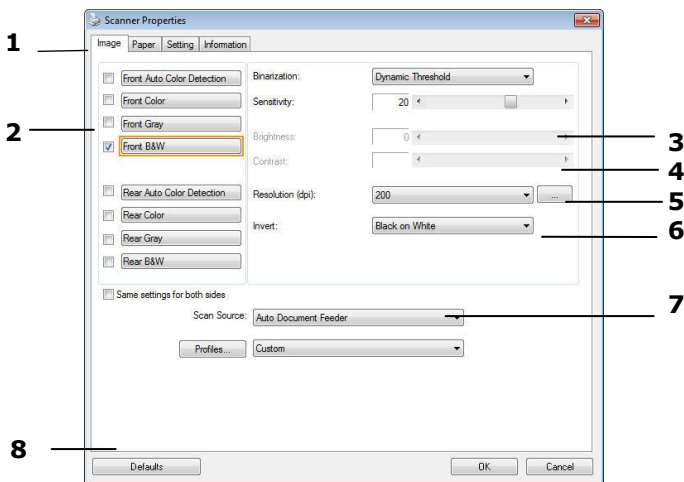 Scanner Properties
1
Image Paper Setting Information
Front Auto Color Detection
Binarization: Dynamic Threshold
Front Color
Sensitivity: 20
2
Front Gray
Front B&W
Brightness: 0
3
Contrast:
4
Rear Auto Color Detection
Resolution (dpi): 200 ...
5
Rear Color
Invert: Black on White
6
Rear Gray
Rear B&W
Same settings for both sides
Scan Source: Auto Document Feeder
7
Profiles... Custom
8
Defaults OK Cancel